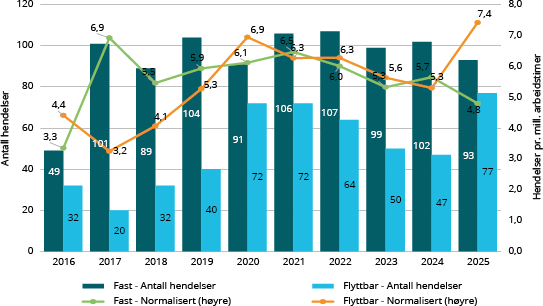 120
100
80
60
40
20
0
Antall hendelser
8,0
7,0
6,0
5,0
4,0
3,0
2,0
1,0
0,0
Hendelser pr. mill. arbeidstimer
3,3 6,9 5,5 5,9 6,1 6,5 6,0 5,3 5,7 4,8
4,4 3,2 4,1 5,3 6,9 6,3 6,3 5,6 5,3 7,4
49 101 89 104 91 106 107 99 102 93
32 20 32 40 72 72 64 50 47 77
2016 2017 2018 2019 2020 2021 2022 2023 2024 2025
Fast - Antall hendelser Flyttbar - Antall hendelser
Fast - Normalisert (høyre) Flyttbar - Normalisert (høyre)